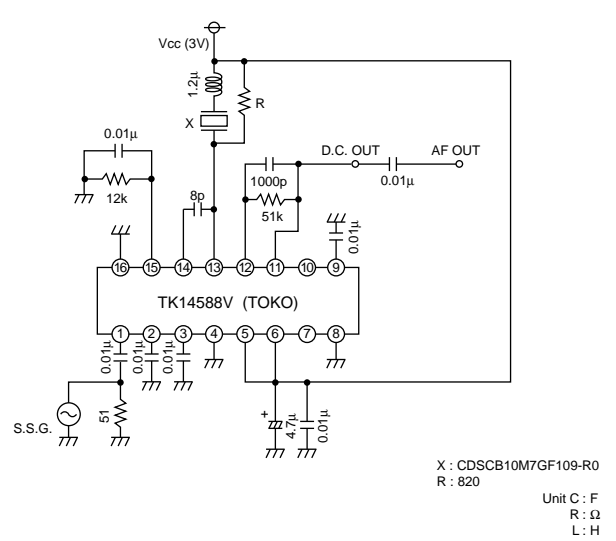 Vcc (3V)
1.2μ
R
X
0.01μ
12k
8p
1000p
51k
D.C. OUT
AF OUT
0.01μ
0.01μ
16 15 14 13 12 11 10 9
TK14588V (TOKO)
1 2 3 4 5 6 7 8
0.01μ
0.01μ
0.01μ
S.S.G.
51
+
4.7μ
0.01μ
X : CDSCB10M7GF109-R0
R : 820
Unit C : F
R : Ω
L : H